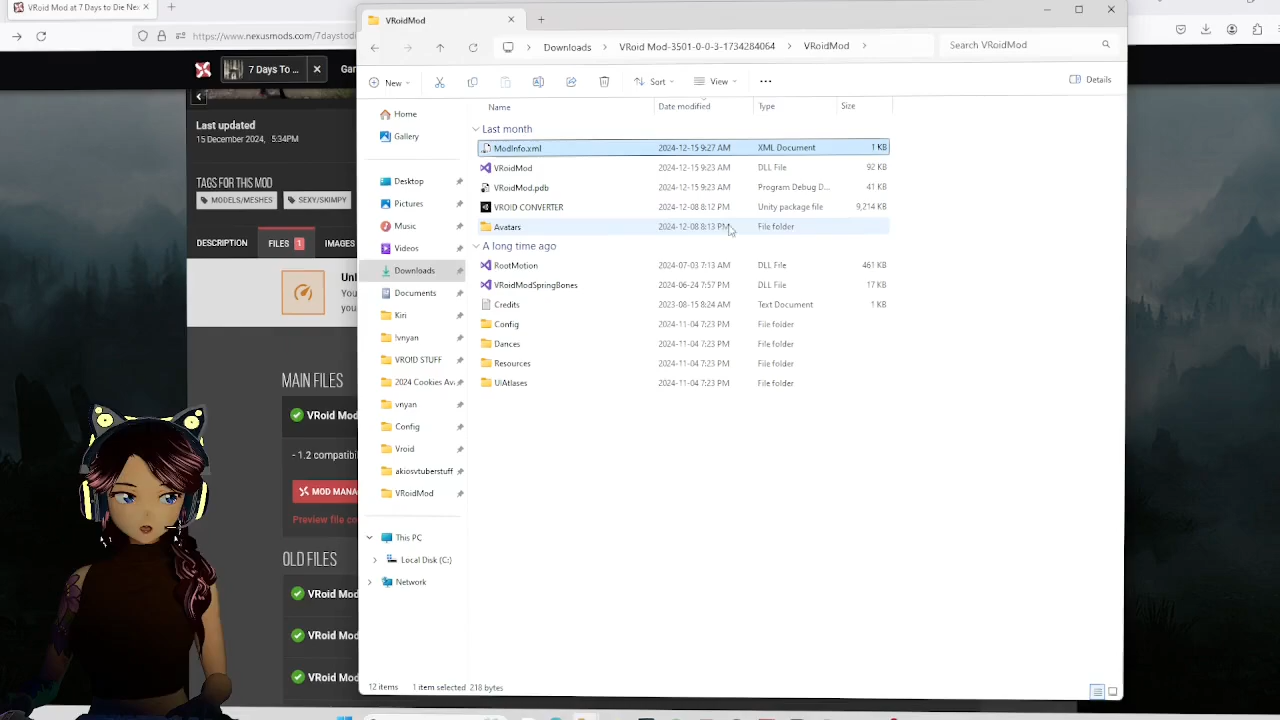 VRoid Mod at 7 Days to Die Nex
https://www.nexusmods.com/7daystodi
7 Days To ...
Gar
Last updated
15 December 2024, 5:34PM
TAGS FOR THIS MOD
MODELS/MESHES
SEXY/SKIMPY
DESCRIPTION
FILES 1
IMAGES
Unl
You
you.
MAIN FILES
VRoid Mod
- 1.2 compatibi
MOD MANA
Preview file co
OLD FILES
VRoid Mod
VRoid Mod
VRoid Mod
VRoidMod
Downloads
VRoid Mod-3501-0-0-3-1734284064
VRoidMod
Search VRoidMod
New
Sort
View
Details
Home
Gallery
Desktop
Pictures
Music
Videos
Downloads
Documents
Kiri
!vnyan
VROID STUFF
2024 Cookies Ava
vnyan
Config
Vroid
akiosvtuberstuff
VRoidMod
This PC
Local Disk (C:)
Network
Name Date modified Type Size
Last month
ModInfo.xml 2024-12-15 9:27 AM XML Document 1 KB
VRoidMod 2024-12-15 9:23 AM DLL File 92 KB
VRoidMod.pdb 2024-12-15 9:23 AM Program Debug D... 41 KB
VROID CONVERTER 2024-12-08 8:12 PM Unity package file 9,214 KB
Avatars 2024-12-08 8:13 PM File folder
A long time ago
RootMotion 2024-07-03 7:13 AM DLL File 461 KB
VRoidModSpringBones 2024-06-24 7:57 PM DLL File 17 KB
Credits 2023-08-15 8:24 AM Text Document 1 KB
Config 2024-11-04 7:23 PM File folder
Dances 2024-11-04 7:23 PM File folder
Resources 2024-11-04 7:23 PM File folder
UIAtlases 2024-11-04 7:23 PM File folder
12 items 1 item selected 218 bytes